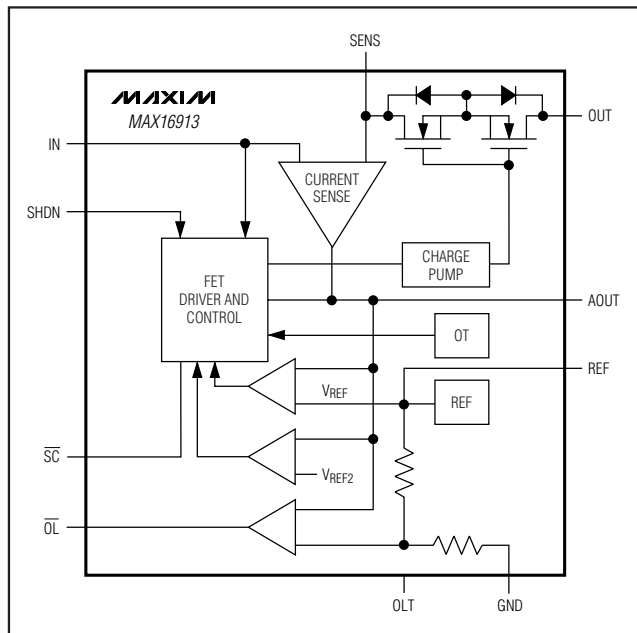 SENS
MAXIM
MAX16913
OUT
IN
CURRENT
SENSE
SHDN
FET
DRIVER AND
CONTROL
CHARGE
PUMP
AOUT
OT
REF
VREF
REF
SC
VREF2
OL
OLT
GND